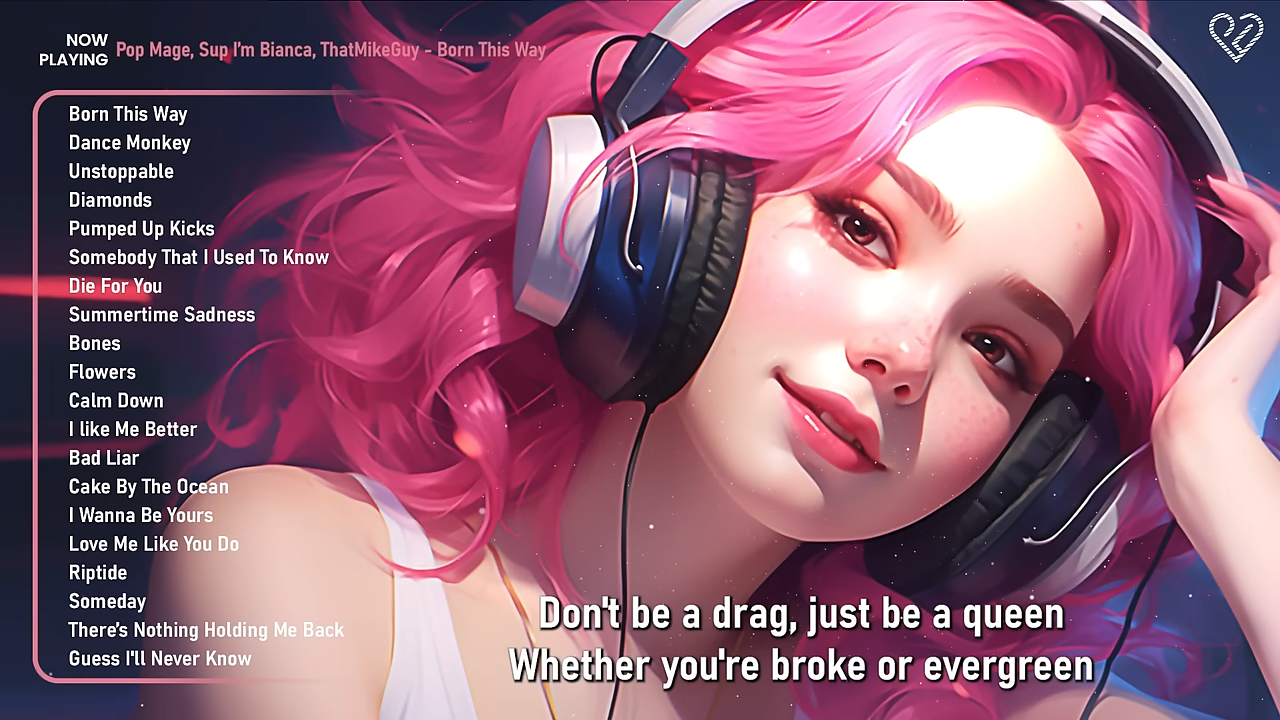 NOW
PLAYING
Pop Mage, Sup I'm Bianca, ThatMikeGuy - Born This Way
Born This Way
Dance Monkey
Unstoppable
Diamonds
Pumped Up Kicks
Somebody That I Used To Know
Die For You
Summertime Sadness
Bones
Flowers
Calm Down
I like Me Better
Bad Liar
Cake By The Ocean
I Wanna Be Yours
Love Me Like You Do
Riptide
Someday
There's Nothing Holding Me Back
Guess I'll Never Know
Don't be a drag, just be a queen
Whether you're broke or evergreen